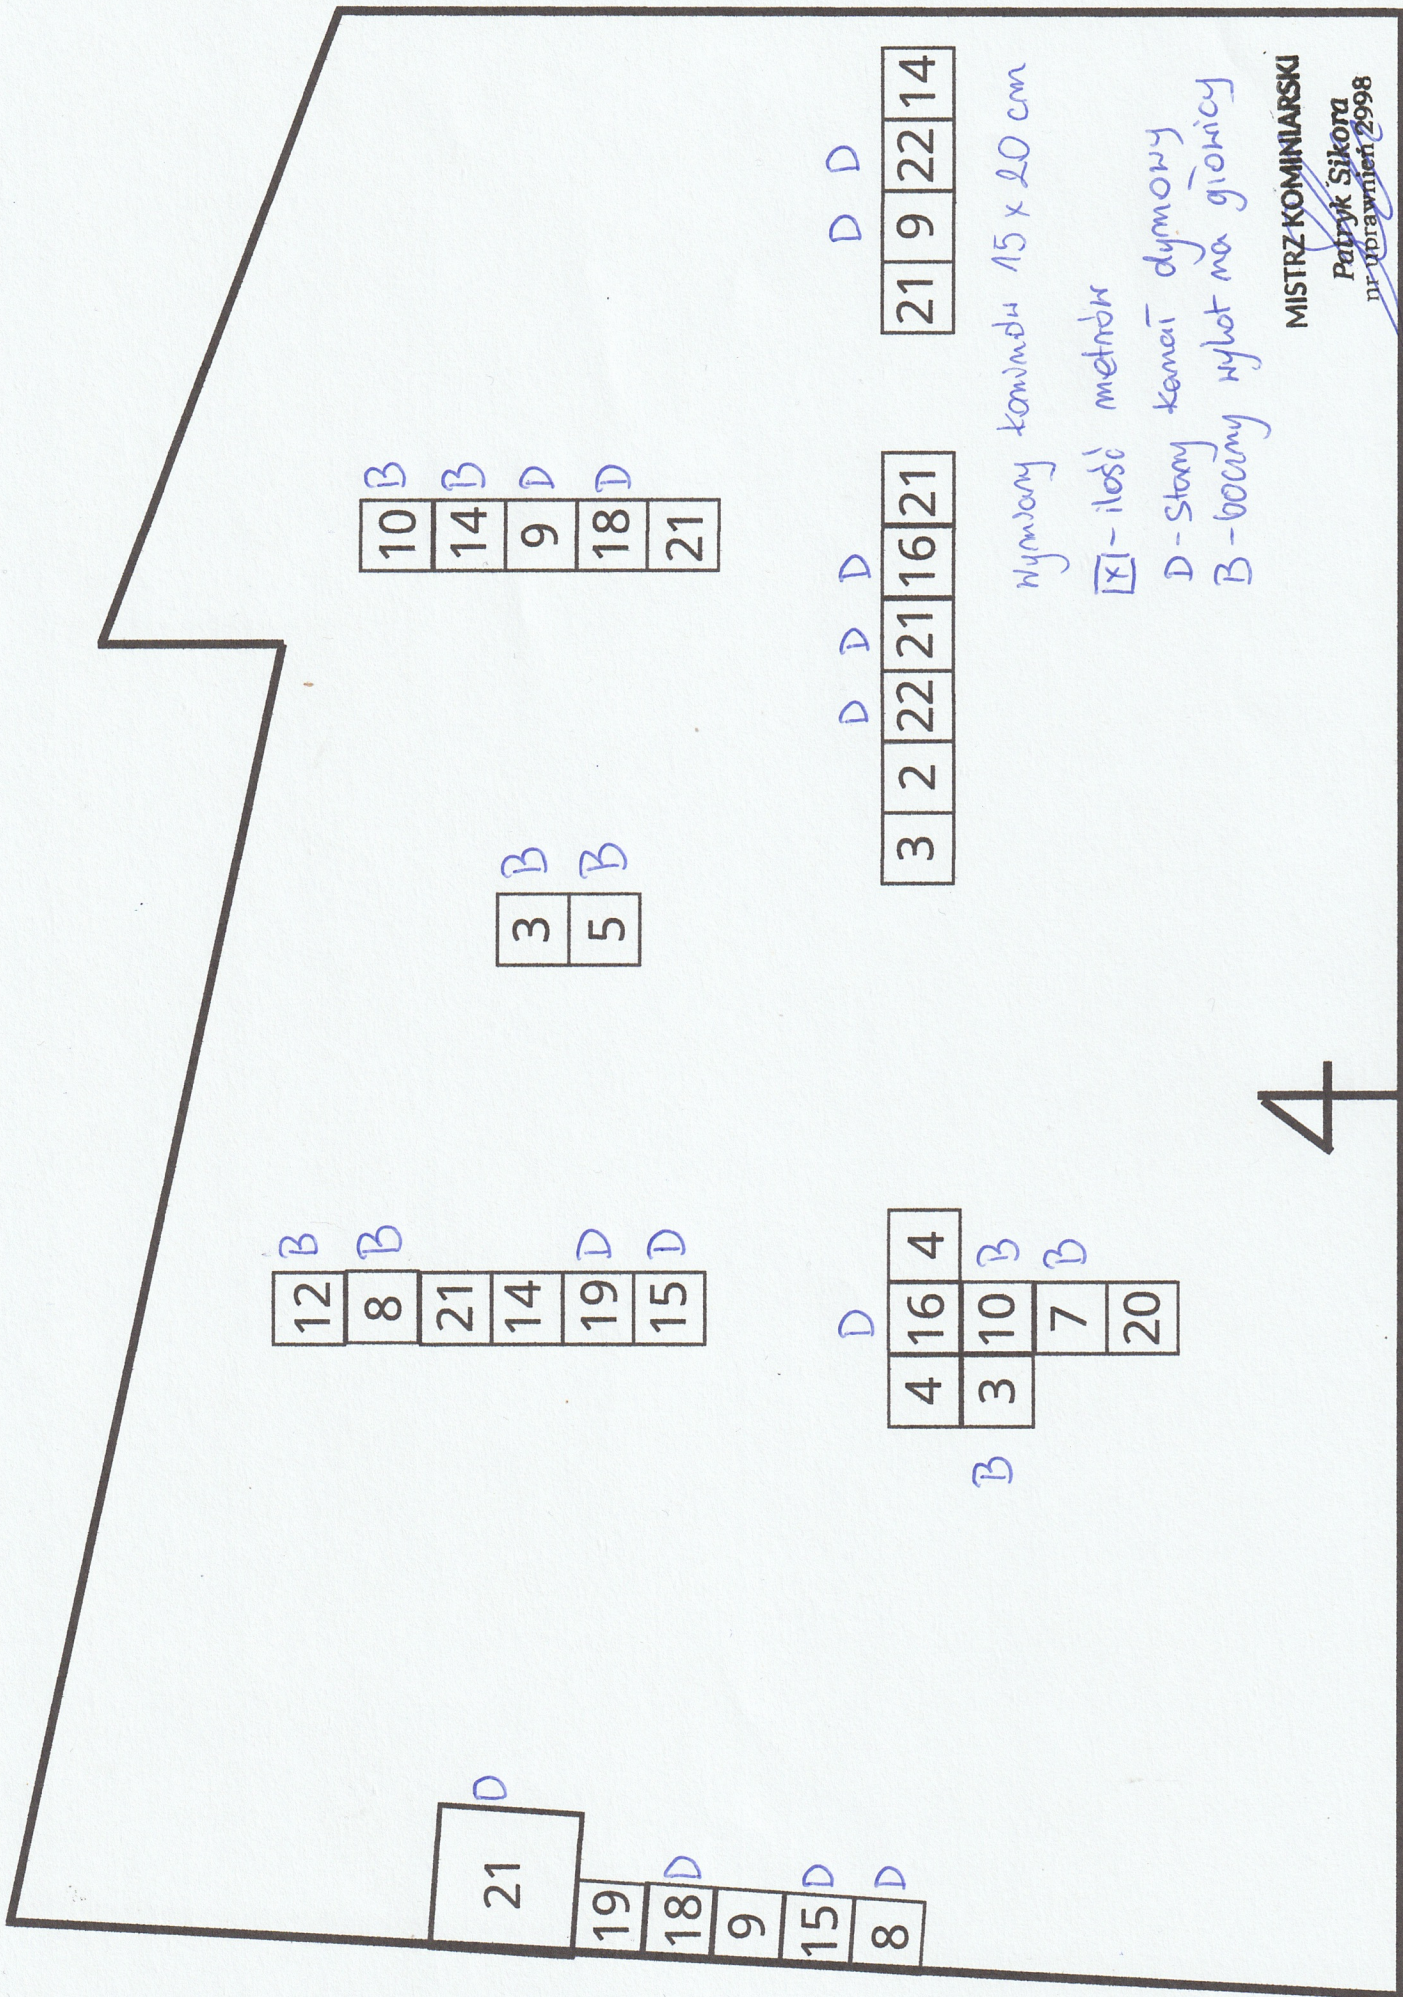 21 D
19
18 D
9
15 D
8 D
12 B
8 B
21
14
19 D
15 D
3 B
5 B
10 B
14 B
9 D
18 D
21
D
4 16 4
B 3 10 B
7 B
20
D D D
3 2 22 21 16 21
D D
21 9 22 14
Wymiary kominów 15 x 20 cm
x - ilość metrów
D - Stary kanał dymowy
B - boczny wylot na głowicy
4
MISTRZ KOMINIARSKI
Patryk Sikora
nr uprawnień 2998